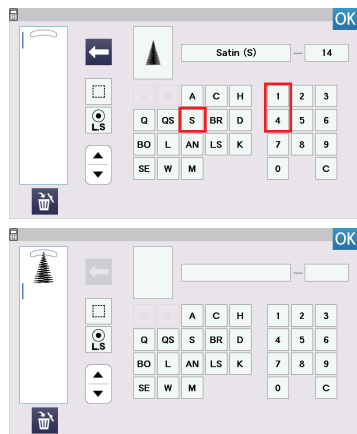 OK
Satin (S) — 14
U B A C H 1 2 3
L.S Q QS S BR D 4 5 6
BO L AN LS K 7 8 9
SE W M 0 C
OK
—
U B A C H 1 2 3
L.S Q QS S BR D 4 5 6
BO L AN LS K 7 8 9
SE W M 0 C